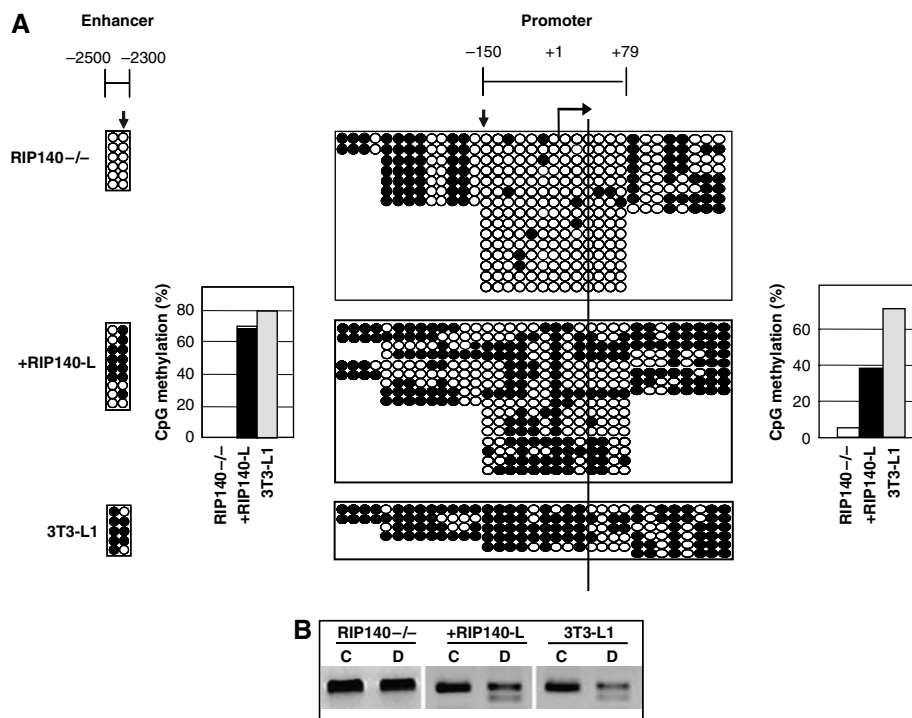 A
Enhancer
Promoter
−2500 −2300
−150 +1 +79
RIP140−/−
+RIP140-L
3T3-L1
CpG methylation (%)
80
60
40
20
0
RIP140−/−
+RIP140-L
3T3-L1
CpG methylation (%)
60
40
20
0
RIP140−/−
+RIP140-L
3T3-L1
B
RIP140−/− +RIP140-L 3T3-L1
C D C D C D